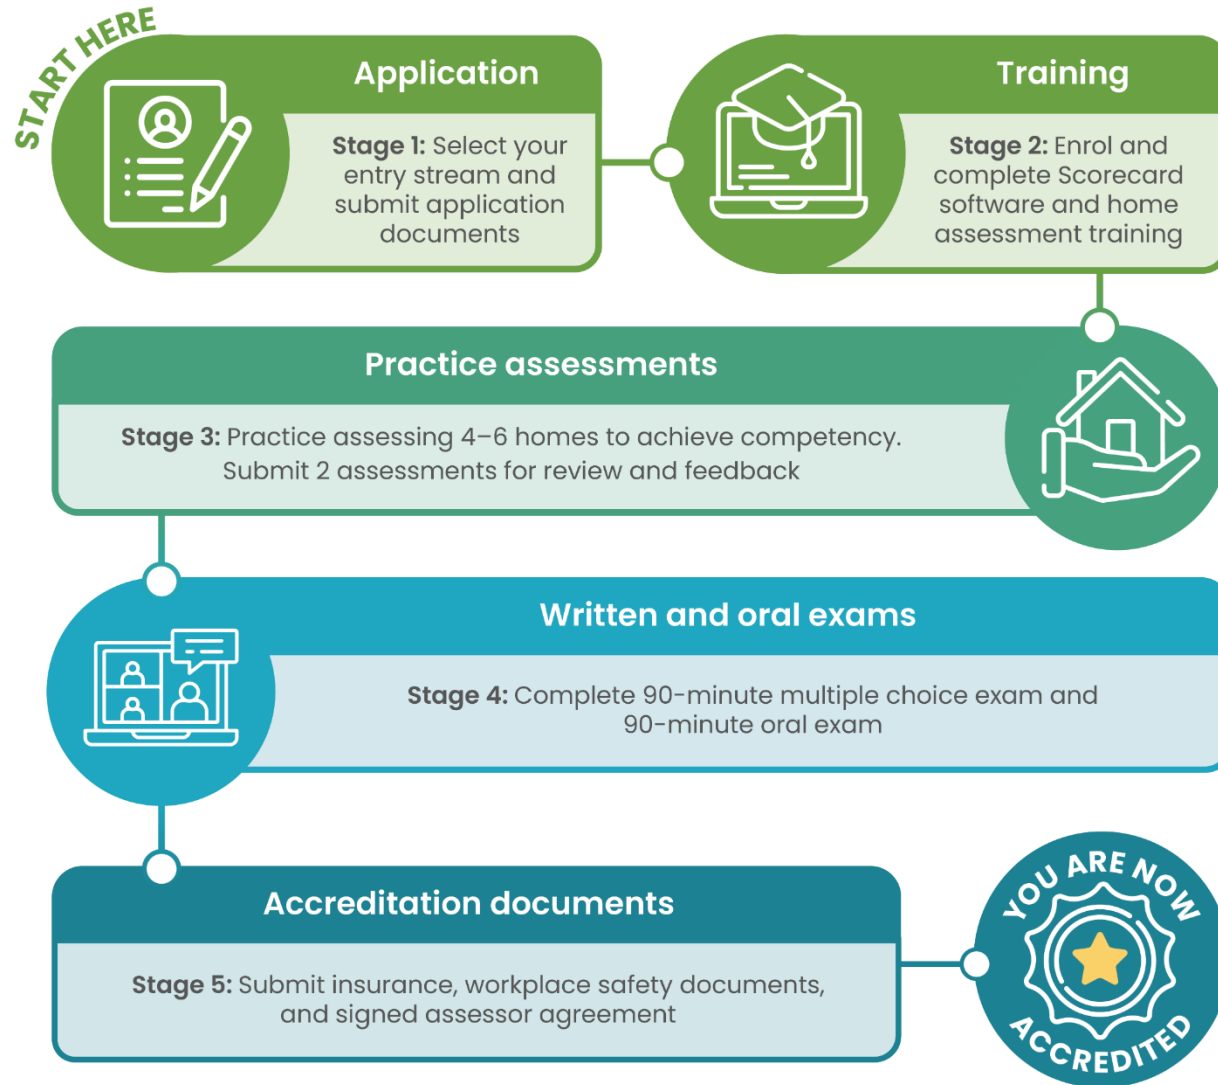 START HERE
Application
Stage 1: Select your
entry stream and
submit application
documents
Training
Stage 2: Enrol and
complete Scorecard
software and home
assessment training
Practice assessments
Stage 3: Practice assessing 4–6 homes to achieve competency.
Submit 2 assessments for review and feedback
Written and oral exams
Stage 4: Complete 90-minute multiple choice exam and
90-minute oral exam
Accreditation documents
Stage 5: Submit insurance, workplace safety documents,
and signed assessor agreement
YOU ARE NOW
ACCREDITED